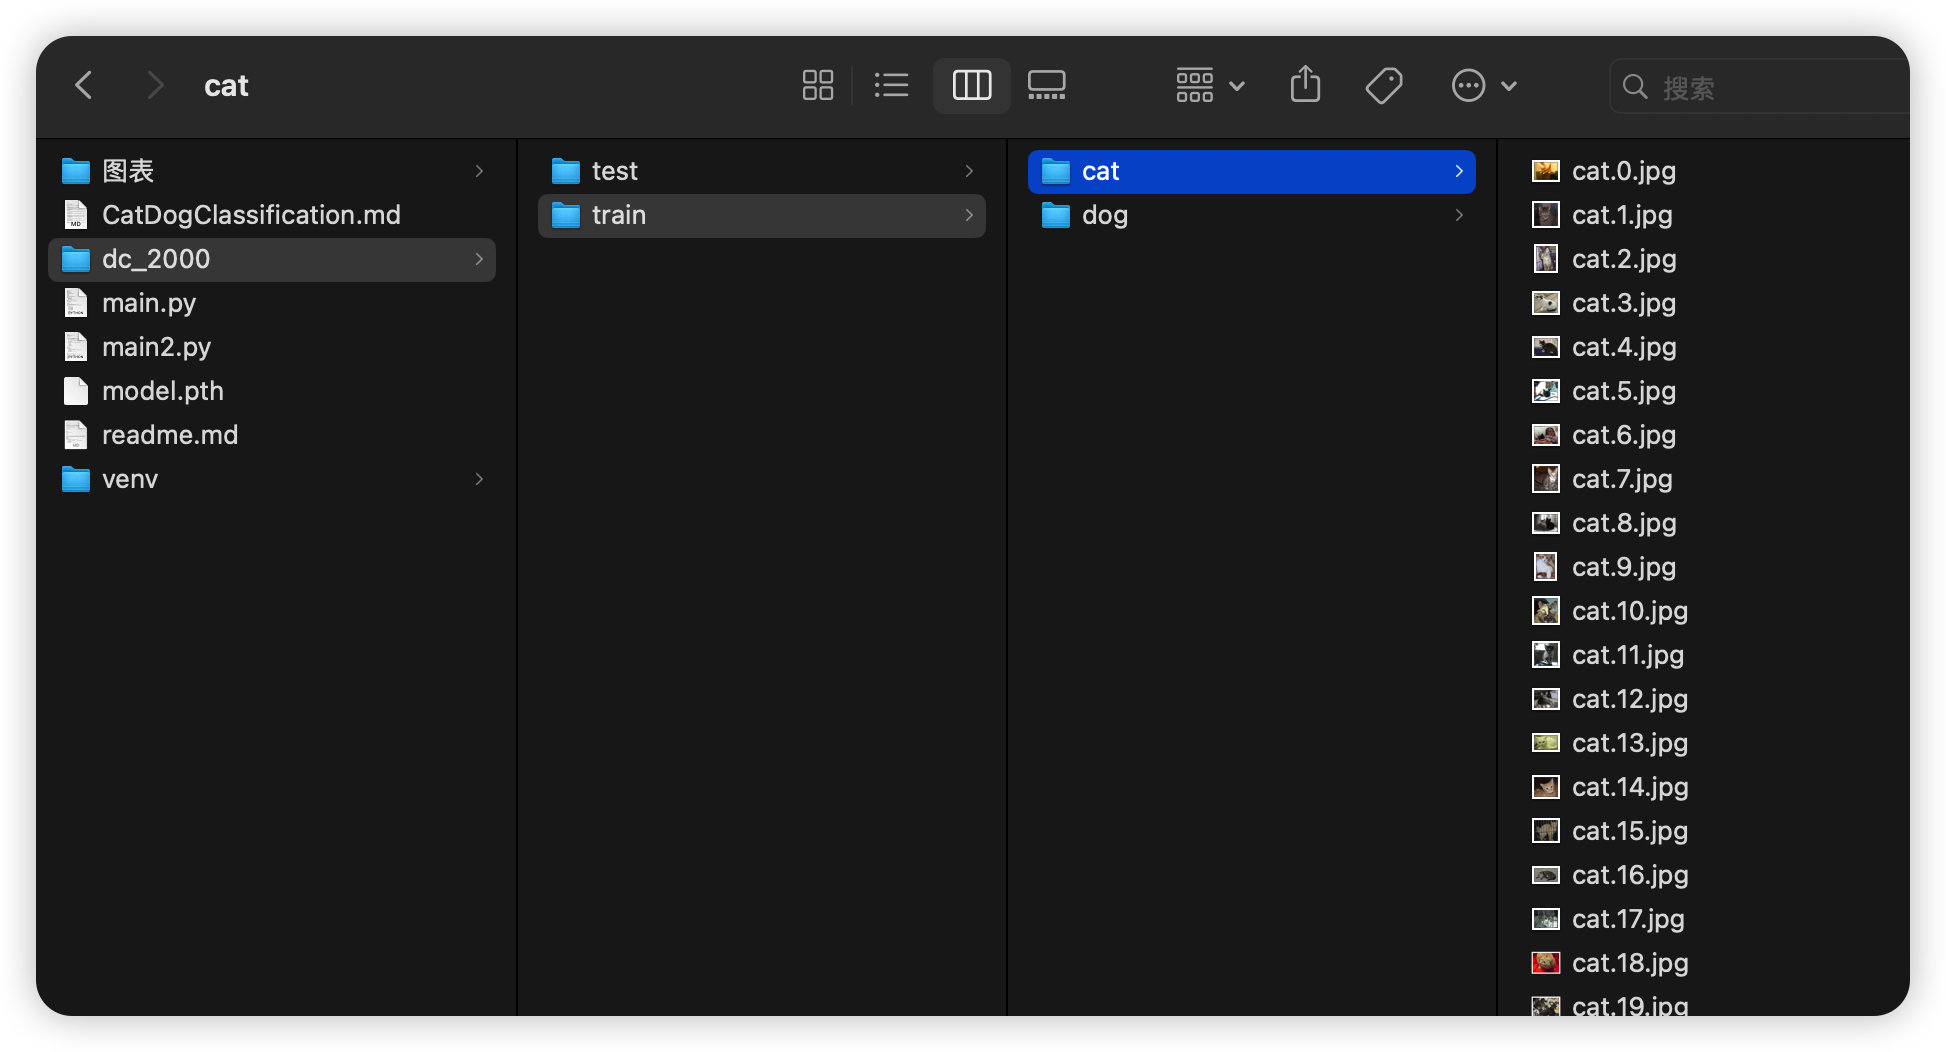 cat
搜索
图表
CatDogClassification.md
dc_2000
main.py
main2.py
model.pth
readme.md
venv
test
train
cat
dog
cat.0.jpg
cat.1.jpg
cat.2.jpg
cat.3.jpg
cat.4.jpg
cat.5.jpg
cat.6.jpg
cat.7.jpg
cat.8.jpg
cat.9.jpg
cat.10.jpg
cat.11.jpg
cat.12.jpg
cat.13.jpg
cat.14.jpg
cat.15.jpg
cat.16.jpg
cat.17.jpg
cat.18.jpg
cat.19.jpg